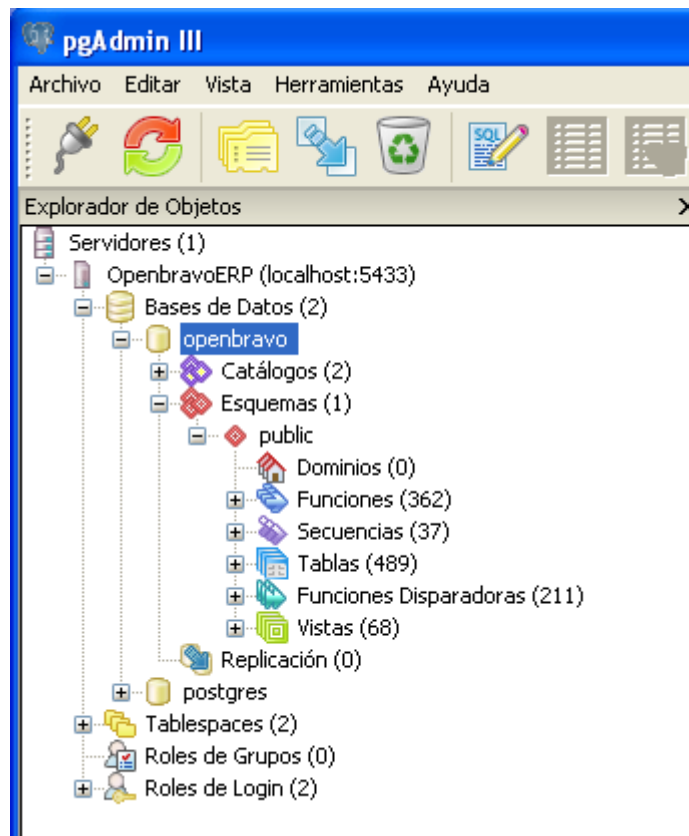 pgAdmin III
Archivo Editar Vista Herramientas Ayuda
SQL
Explorador de Objetos
Servidores (1)
OpenbravoERP (localhost:5433)
Bases de Datos (2)
openbravo
Catálogos (2)
Esquemas (1)
public
Dominios (0)
Funciones (362)
Secuencias (37)
Tablas (489)
Funciones Disparadoras (211)
Vistas (68)
Replicación (0)
postgres
Tablespaces (2)
Roles de Grupos (0)
Roles de Login (2)